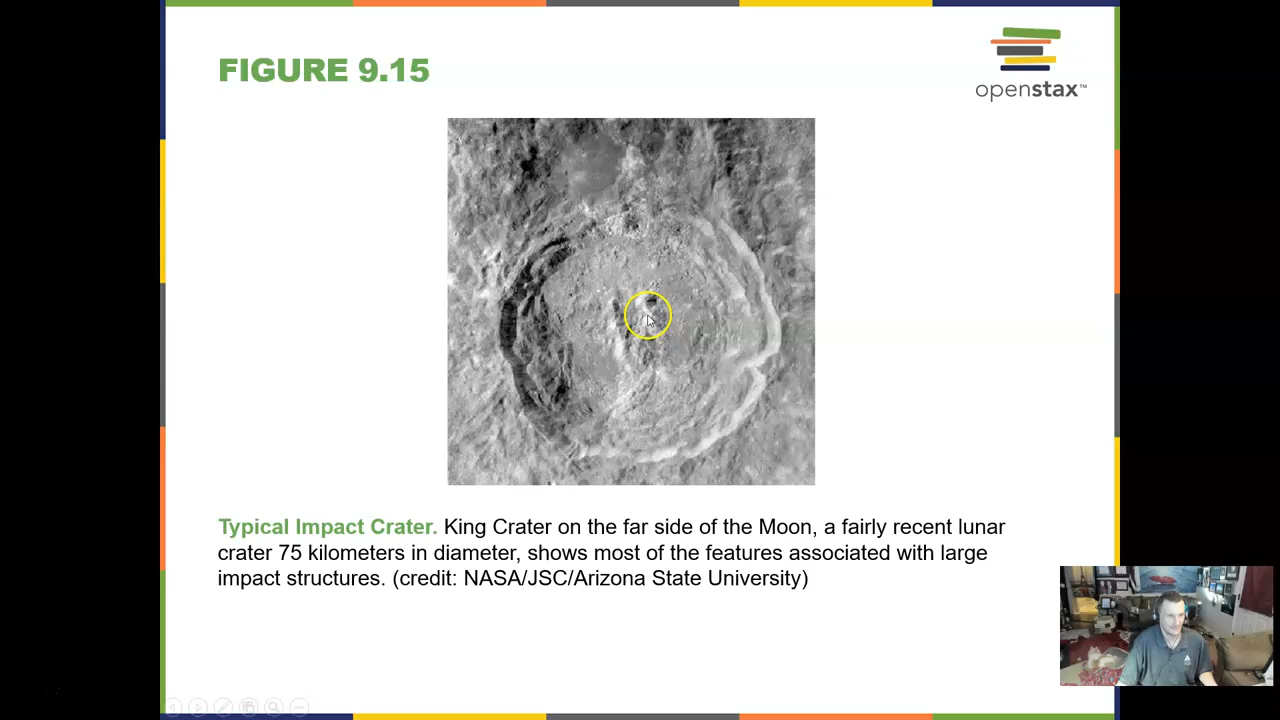 FIGURE 9.15
openstax™
Typical Impact Crater. King Crater on the far side of the Moon, a fairly recent lunar
crater 75 kilometers in diameter, shows most of the features associated with large
impact structures. (credit: NASA/JSC/Arizona State University)